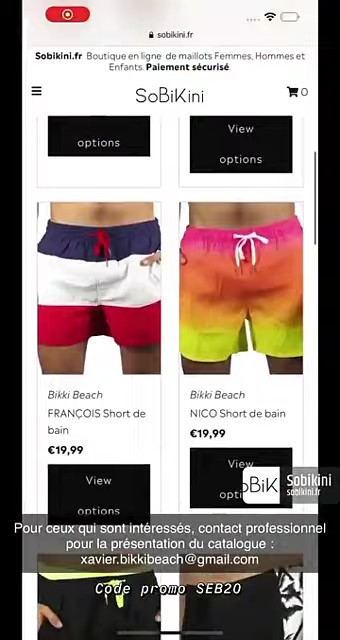 sobikini.fr
Sobikini.fr Boutique en ligne de maillots Femmes, Hommes et
Enfants. Paiement sécurisé
SoBiKini
0
options
View
options
Bikki Beach
FRANÇOIS Short de
bain
€19,99
View
options
Bikki Beach
NICO Short de bain
€19,99
View
opti
oBiK
Sobikini
sobikini.fr
Pour ceux qui sont intéressés, contact professionnel
pour la présentation du catalogue :
xavier.bikkibeach@gmail.com
Code promo SEB20